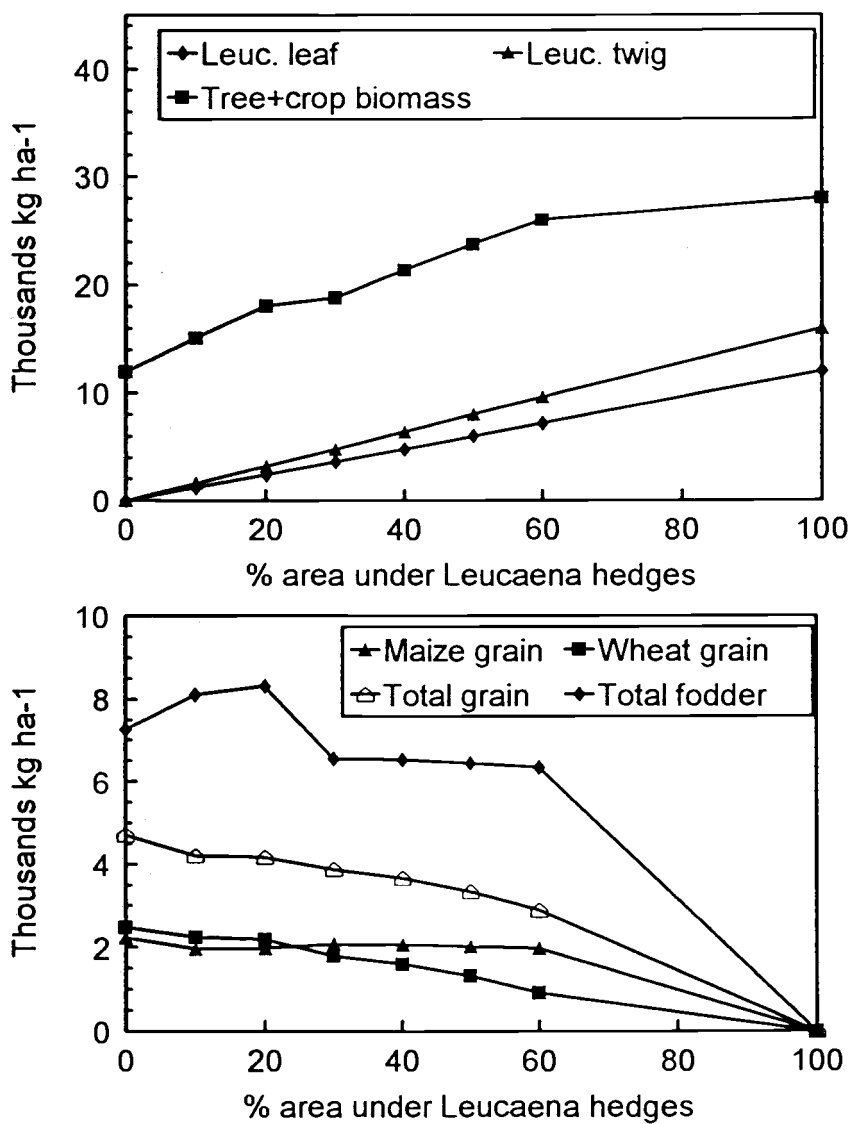 Thousands kg ha-1
40
30
20
10
0
Leuc. leaf Leuc. twig
Tree+crop biomass
0 20 40 60 80 100
% area under Leucaena hedges
Thousands kg ha-1
10
8
6
4
2
0
Maize grain Wheat grain
Total grain Total fodder
0 20 40 60 80 100
% area under Leucaena hedges